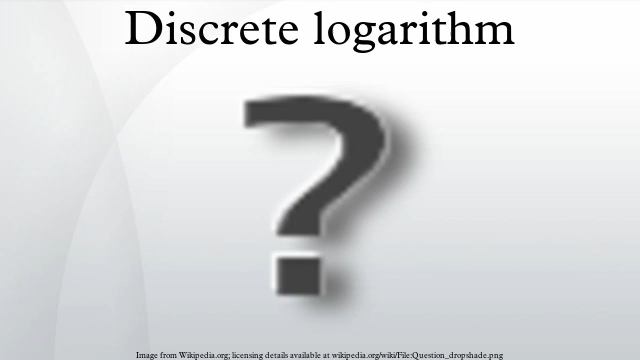 Discrete logarithm
?
Image from Wikipedia.org; licensing details available at wikipedia.org/wiki/File:Question_dropshade.png